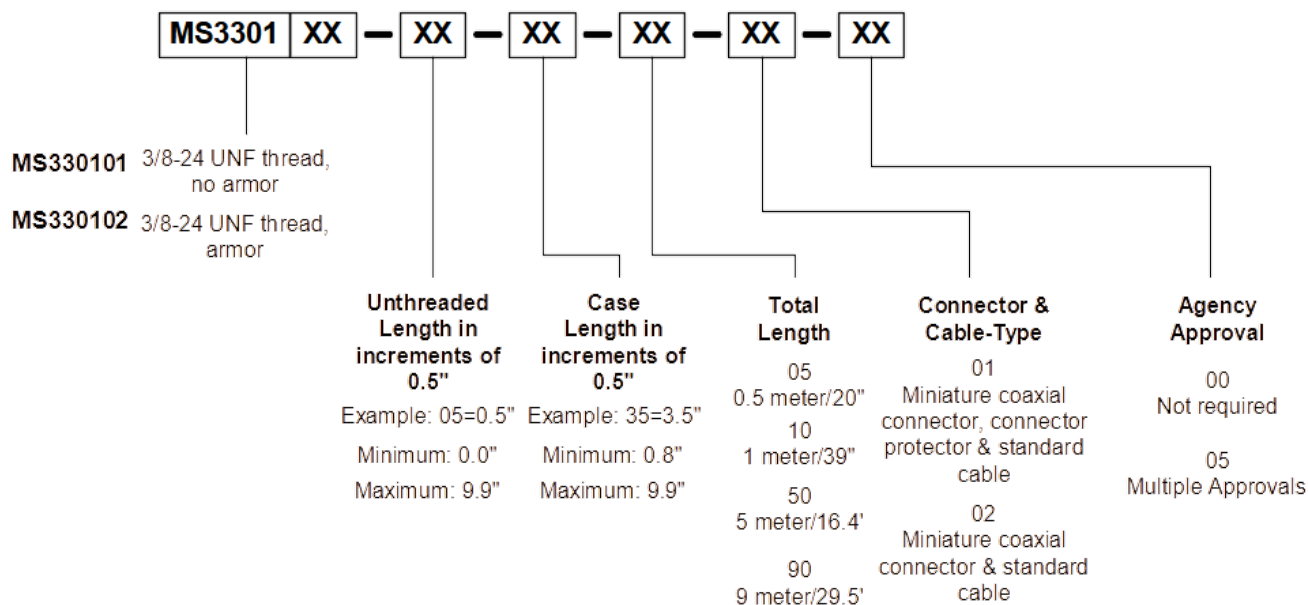 MS3301 XX – XX – XX – XX – XX – XX
MS330101 3/8-24 UNF thread,
no armor
MS330102 3/8-24 UNF thread,
armor
Unthreaded
Length in
increments of
0.5"
Example: 05=0.5"
Minimum: 0.0"
Maximum: 9.9"
Case
Length in
increments of
0.5"
Example: 35=3.5"
Minimum: 0.8"
Maximum: 9.9"
Total
Length
05
0.5 meter/20"
10
1 meter/39"
50
5 meter/16.4'
90
9 meter/29.5'
Connector &
Cable-Type
01
Miniature coaxial
connector, connector
protector & standard
cable
02
Miniature coaxial
connector & standard
cable
Agency
Approval
00
Not required
05
Multiple Approvals